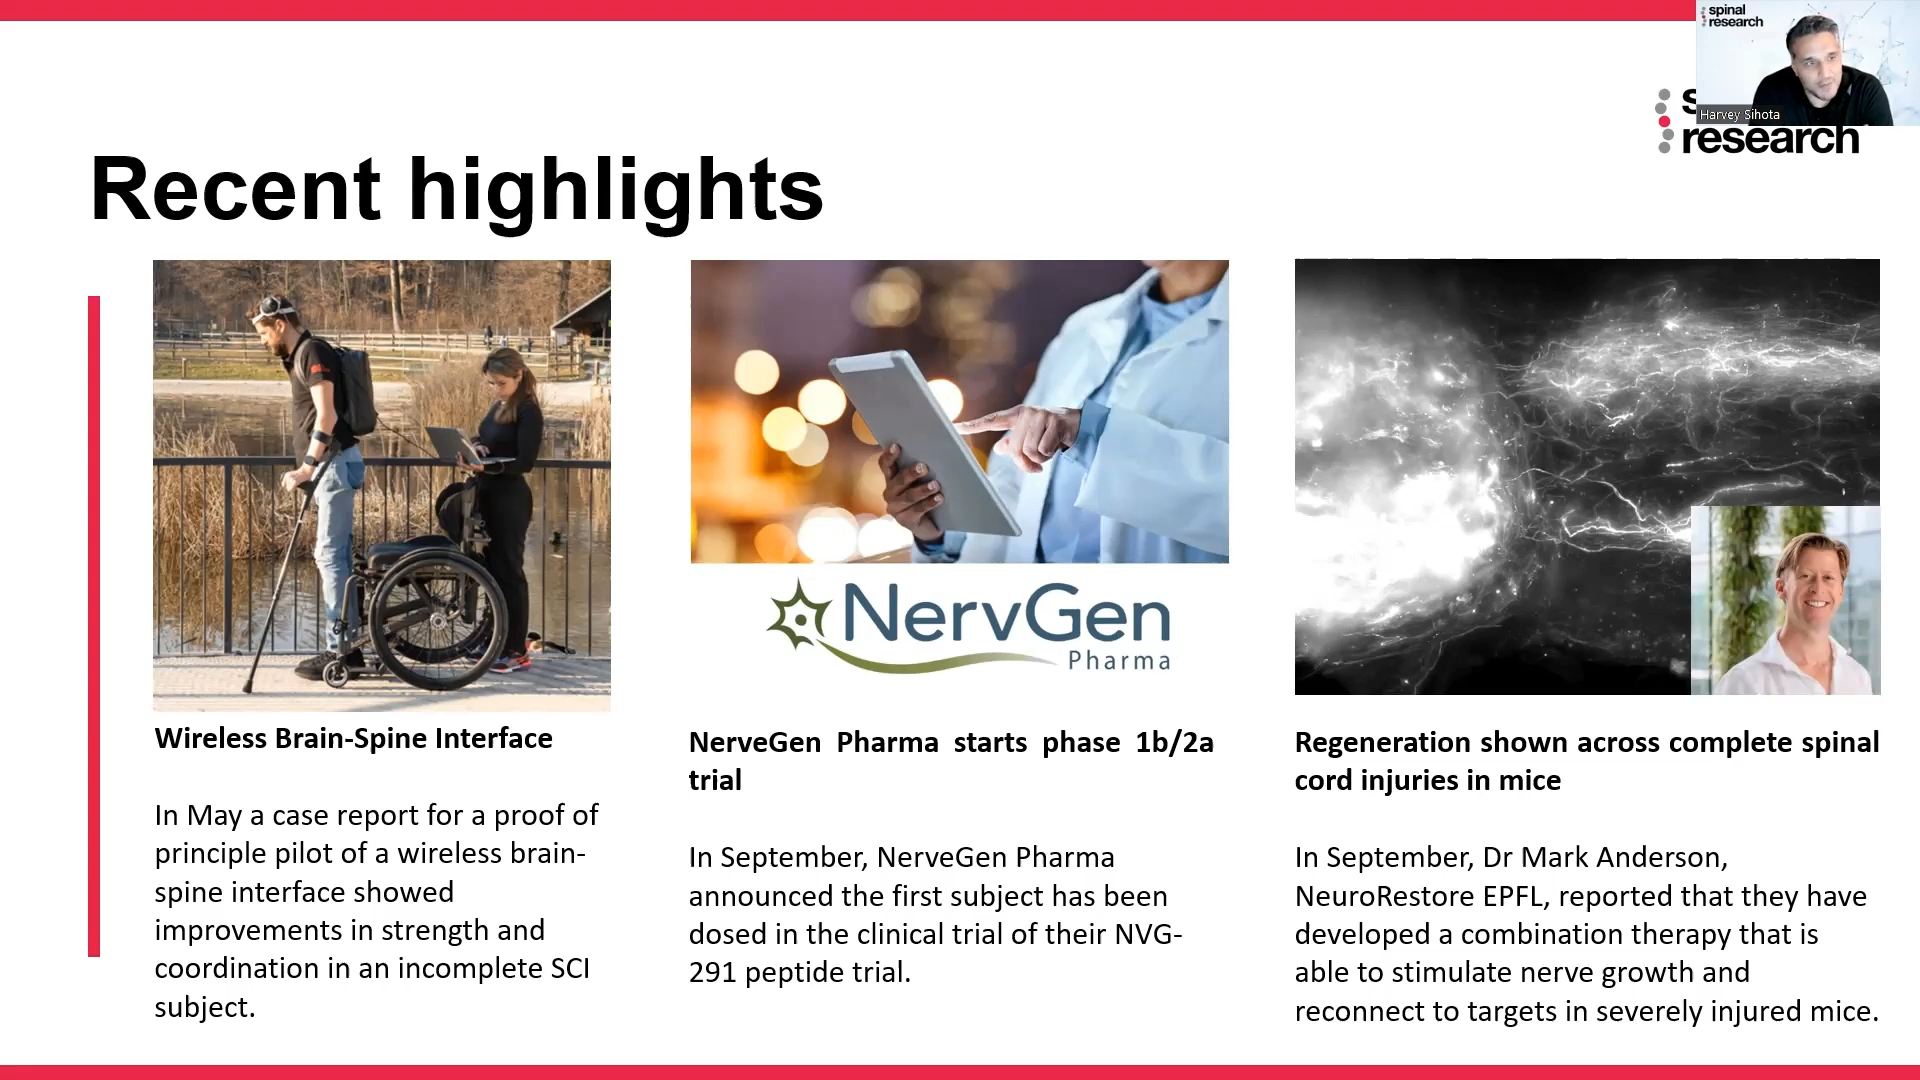 spinal
research
Harvey Sihota
research
Recent highlights
NervGen
Pharma
Wireless Brain-Spine Interface
In May a case report for a proof of
principle pilot of a wireless brain-
spine interface showed
improvements in strength and
coordination in an incomplete SCI
subject.
NerveGen Pharma starts phase 1b/2a
trial
In September, NerveGen Pharma
announced the first subject has been
dosed in the clinical trial of their NVG-
291 peptide trial.
Regeneration shown across complete spinal
cord injuries in mice
In September, Dr Mark Anderson,
NeuroRestore EPFL, reported that they have
developed a combination therapy that is
able to stimulate nerve growth and
reconnect to targets in severely injured mice.